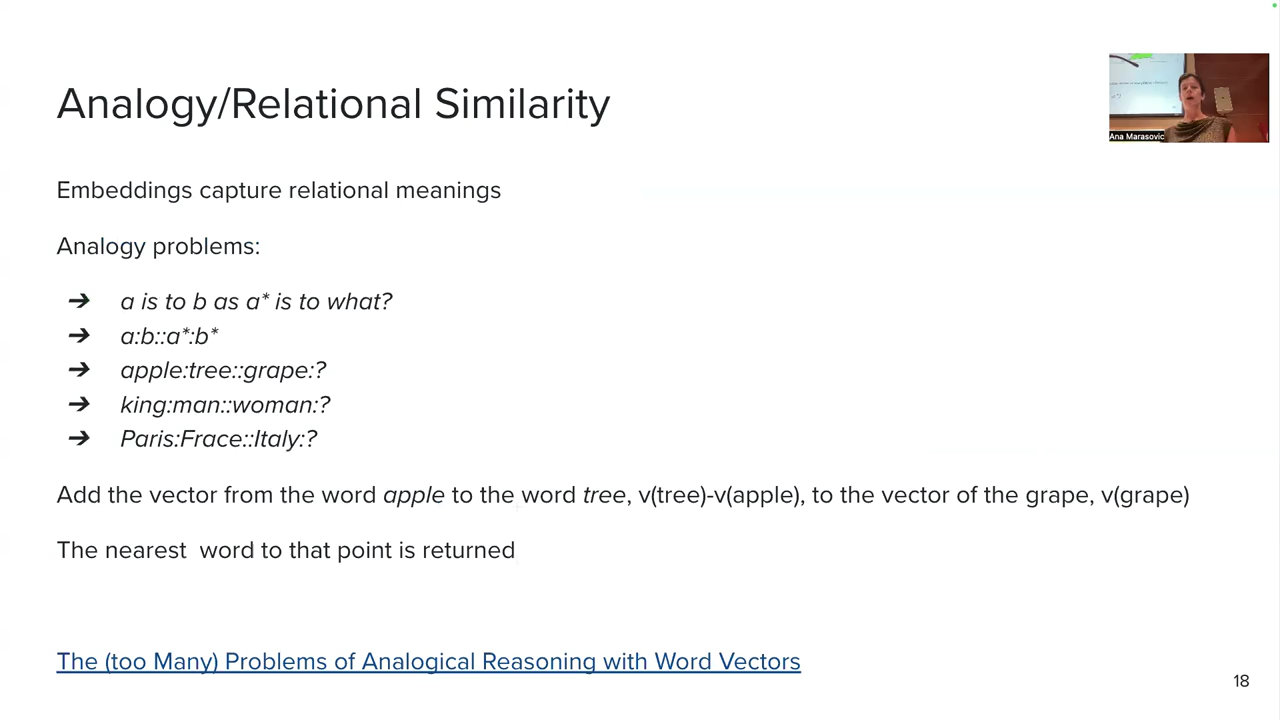 Analogy/Relational Similarity
Ana Marasovic
Embeddings capture relational meanings
Analogy problems:
➔ a is to b as a* is to what?
➔ a:b::a*:b*
➔ apple:tree::grape:?
➔ king:man::woman:?
➔ Paris:Frace::Italy:?
Add the vector from the word apple to the word tree, v(tree)-v(apple), to the vector of the grape, v(grape)
The nearest word to that point is returned
The (too Many) Problems of Analogical Reasoning with Word Vectors
18